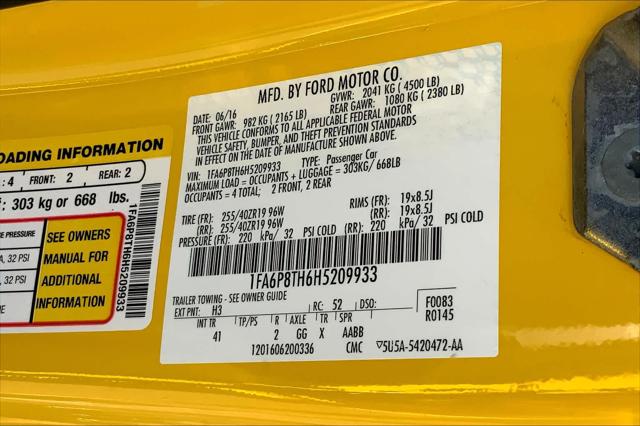 MFD. BY FORD MOTOR CO.
DATE: 06/16 GVWR: 2041 KG (4500 LB)
FRONT GAWR: 982 KG (2165 LB) REAR GAWR: 1080 KG (2380 LB)
THIS VEHICLE CONFORMS TO ALL APPLICABLE FEDERAL MOTOR
VEHICLE SAFETY, BUMPER, AND THEFT PREVENTION STANDARDS
IN EFFECT ON THE DATE OF MANUFACTURE SHOWN ABOVE.
VIN: 1FA6P8TH6H5209933 TYPE: Passenger Car
MAXIMUM LOAD = OCCUPANTS + LUGGAGE = 303KG/ 668LB
OCCUPANTS = 4 TOTAL; 2 FRONT, 2 REAR
TIRE (FR): 255/40ZR19 96W RIMS (FR): 19x8.5J
(RR): 255/40ZR19 96W (RR): 19x8.5J
PRESSURE (FR): 220 kPa/ 32 PSI COLD (RR): 220 kPa/ 32 PSI COLD
1FA6P8TH6H5209933
TRAILER TOWING - SEE OWNER GUIDE
EXT PNT: H3 RC: 52 DSO: F0083
R0145
INT TR TP/PS R AXLE TR SPR
41 2 GG X AABB
1201606200336 CMC ▽5U5A-5420472-AA
OADING INFORMATION
: 4 FRONT: 2 REAR: 2
: 303 kg or 668 lbs.
E PRESSURE
A, 32 PSI
A, 32 PSI
SEE OWNERS
MANUAL FOR
ADDITIONAL
INFORMATION
1FA6P8TH6H5209933